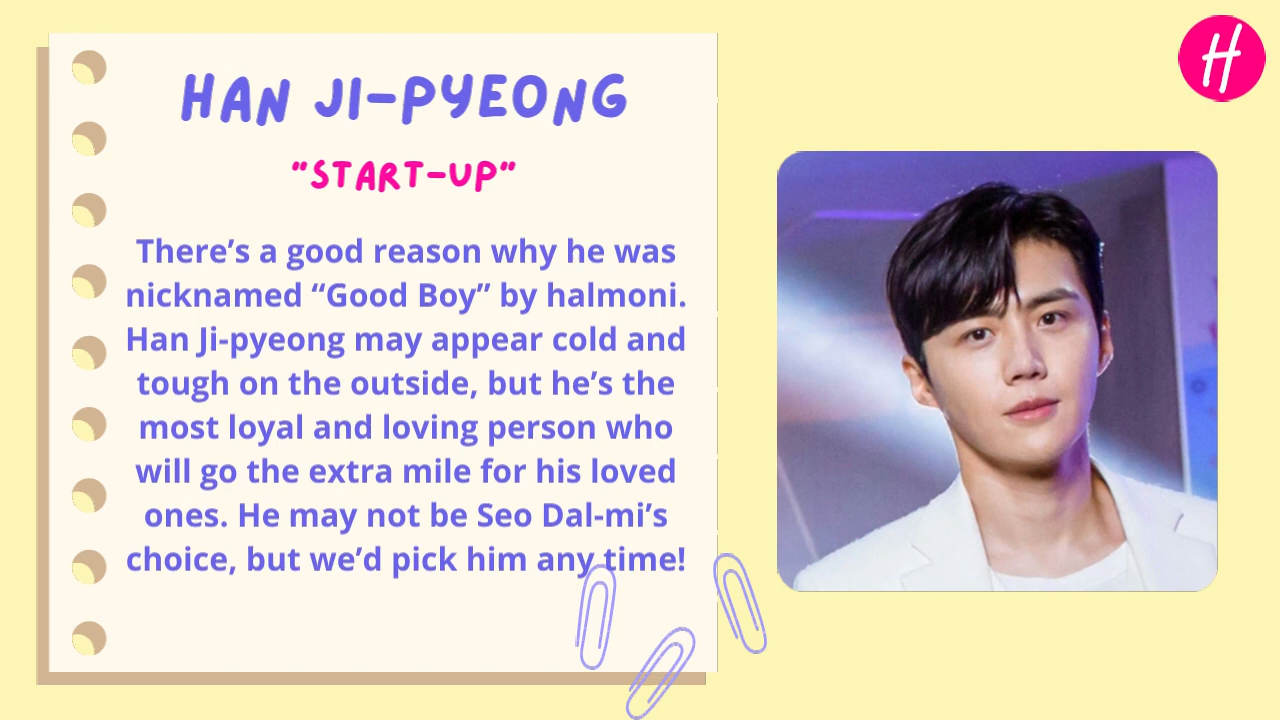 HAN JI-PYEONG
"START-UP"
There's a good reason why he was
nicknamed “Good Boy” by halmoni.
Han Ji-pyeong may appear cold and
tough on the outside, but he's the
most loyal and loving person who
will go the extra mile for his loved
ones. He may not be Seo Dal-mi's
choice, but we'd pick him any time!
H